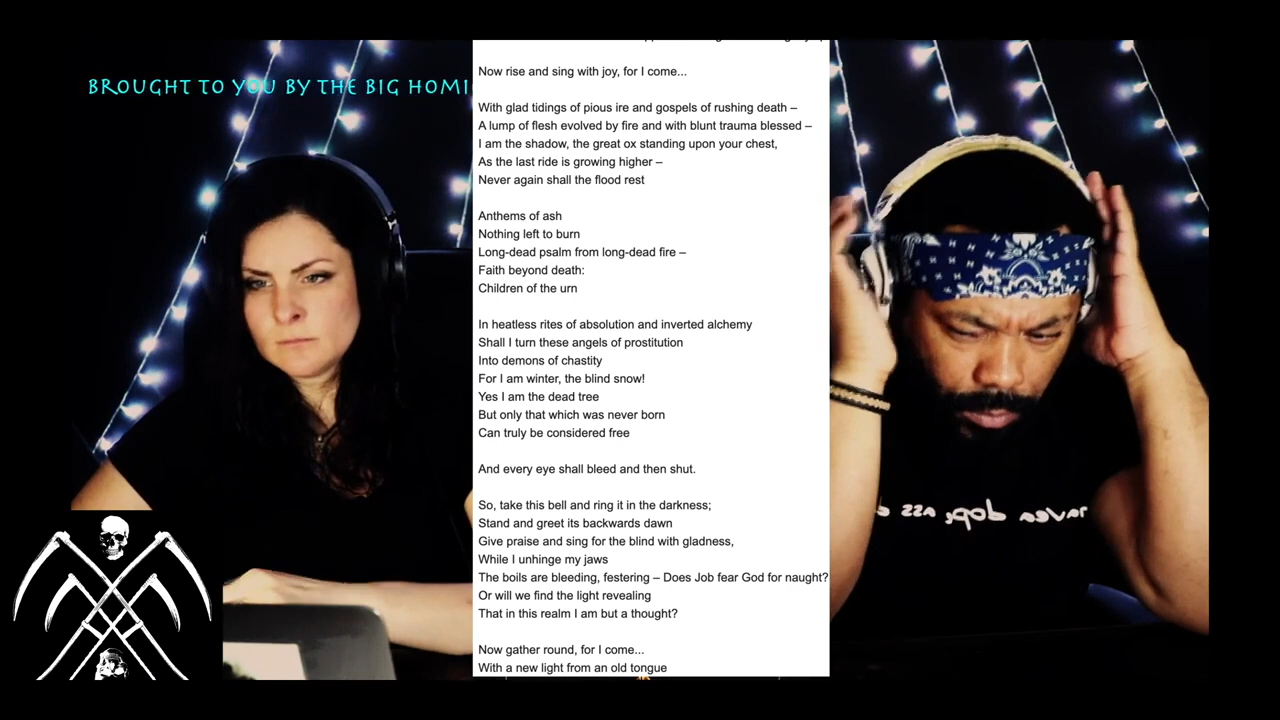 BROUGHT TO YOU BY THE BIG HOMI
Now rise and sing with joy, for I come...
With glad tidings of pious ire and gospels of rushing death –
A lump of flesh evolved by fire and with blunt trauma blessed –
I am the shadow, the great ox standing upon your chest,
As the last ride is growing higher –
Never again shall the flood rest
Anthems of ash
Nothing left to burn
Long-dead psalm from long-dead fire –
Faith beyond death:
Children of the urn
In heatless rites of absolution and inverted alchemy
Shall I turn these angels of prostitution
Into demons of chastity
For I am winter, the blind snow!
Yes I am the dead tree
But only that which was never born
Can truly be considered free
And every eye shall bleed and then shut.
So, take this bell and ring it in the darkness;
Stand and greet its backwards dawn
Give praise and sing for the blind with gladness,
While I unhinge my jaws
The boils are bleeding, festering – Does Job fear God for naught?
Or will we find the light revealing
That in this realm I am but a thought?
Now gather round, for I come...
With a new light from an old tongue
dope ass